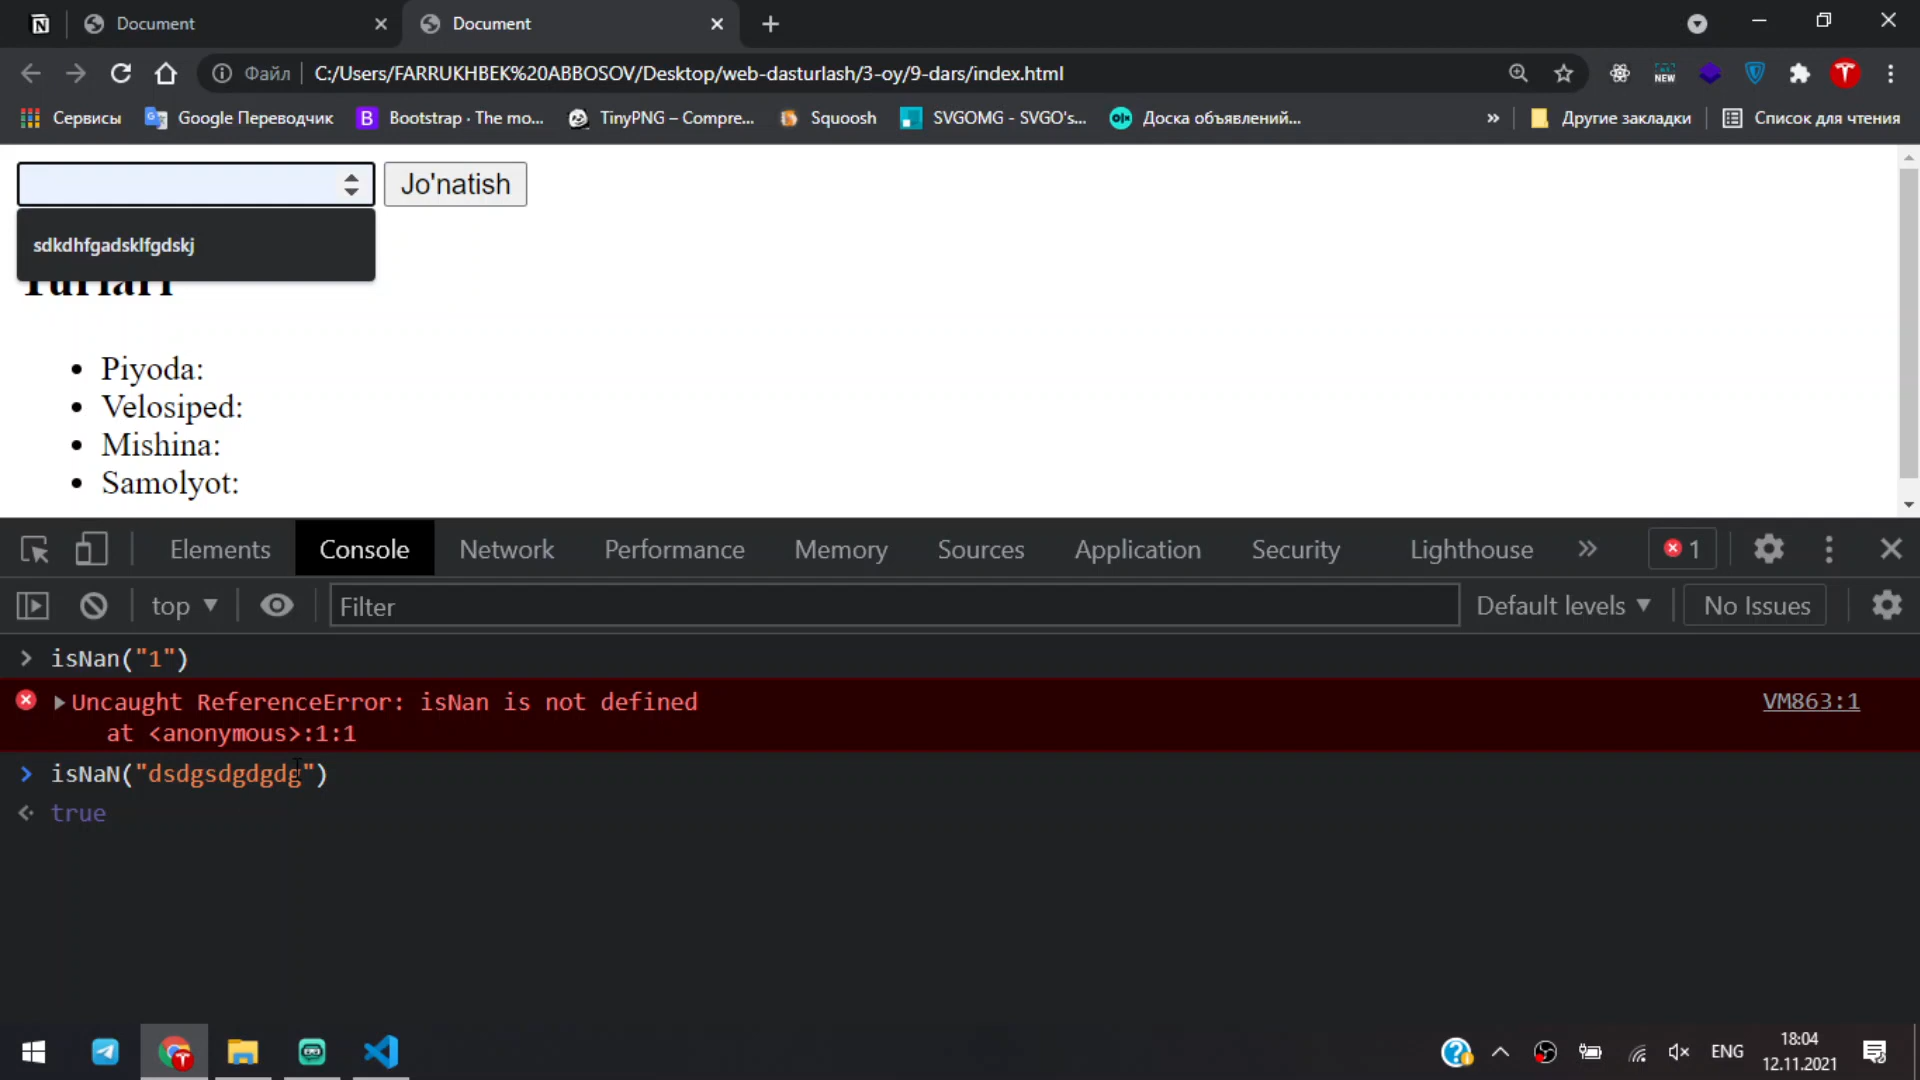 Document
Document
Файл
C:/Users/FARRUKHBEK%20ABBOSOV/Desktop/web-dasturlash/3-oy/9-dars/index.html
NEW
Сервисы
Google Переводчик
B
Bootstrap · The mo...
TinyPNG – Compre...
Squoosh
SVGOMG - SVGO's...
Доска объявлений...
»
Другие закладки
Список для чтения
Jo'natish
sdkdhfgadsklfgdskj
Turlari
• Piyoda:
• Velosiped:
• Mishina:
• Samolyot:
Elements
Console
Network
Performance
Memory
Sources
Application
Security
Lighthouse
»
1
top
Filter
Default levels
No Issues
isNan("1")
Uncaught ReferenceError: isNan is not defined
VM863:1
at <anonymous>:1:1
isNaN("dsdgsdgdgdg")
true
ENG
18:04
12.11.2021